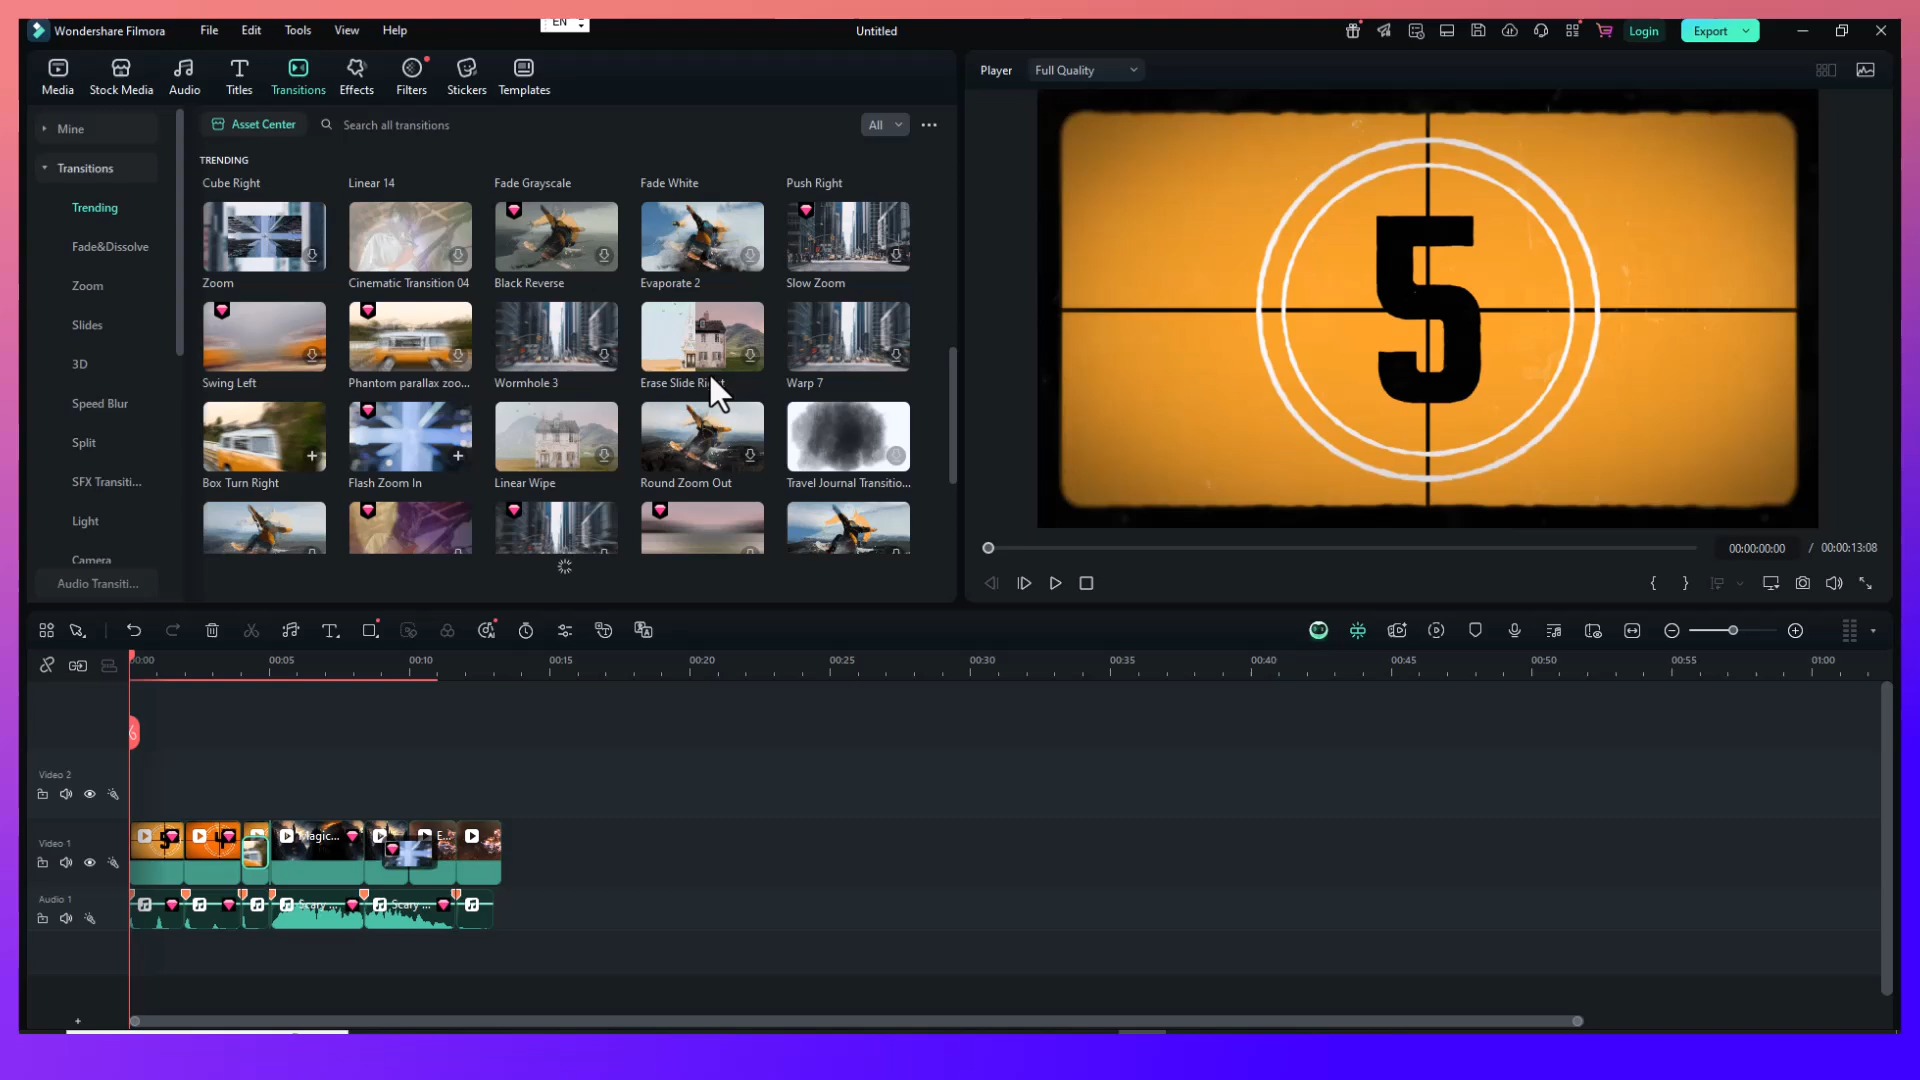 EN
Wondershare Filmora
File
Edit
Tools
View
Help
Untitled
Login
Export
Media
Stock Media
Audio
Titles
Transitions
Effects
Filters
Stickers
Templates
Player
Full Quality
Mine
Asset Center
Search all transitions
All
Transitions
Trending
Fade&Dissolve
Zoom
Slides
3D
Speed Blur
Split
SFX Transiti...
Light
Camera
Audio Transiti...
TRENDING
Cube Right
Linear 14
Fade Grayscale
Fade White
Push Right
Zoom
Cinematic Transition 04
Black Reverse
Evaporate 2
Slow Zoom
Swing Left
Phantom parallax zoo...
Wormhole 3
Erase Slide Right
Warp 7
Box Turn Right
Flash Zoom In
Linear Wipe
Round Zoom Out
Travel Journal Transitio...
5
00:00:00:00 / 00:00:13:08
00:00
00:05
00:10
00:15
00:20
00:25
00:30
00:35
00:40
00:45
00:50
00:55
01:00
Video 2
Video 1
5
4
Magic...
E...
Audio 1
Scary ...
Scary ...